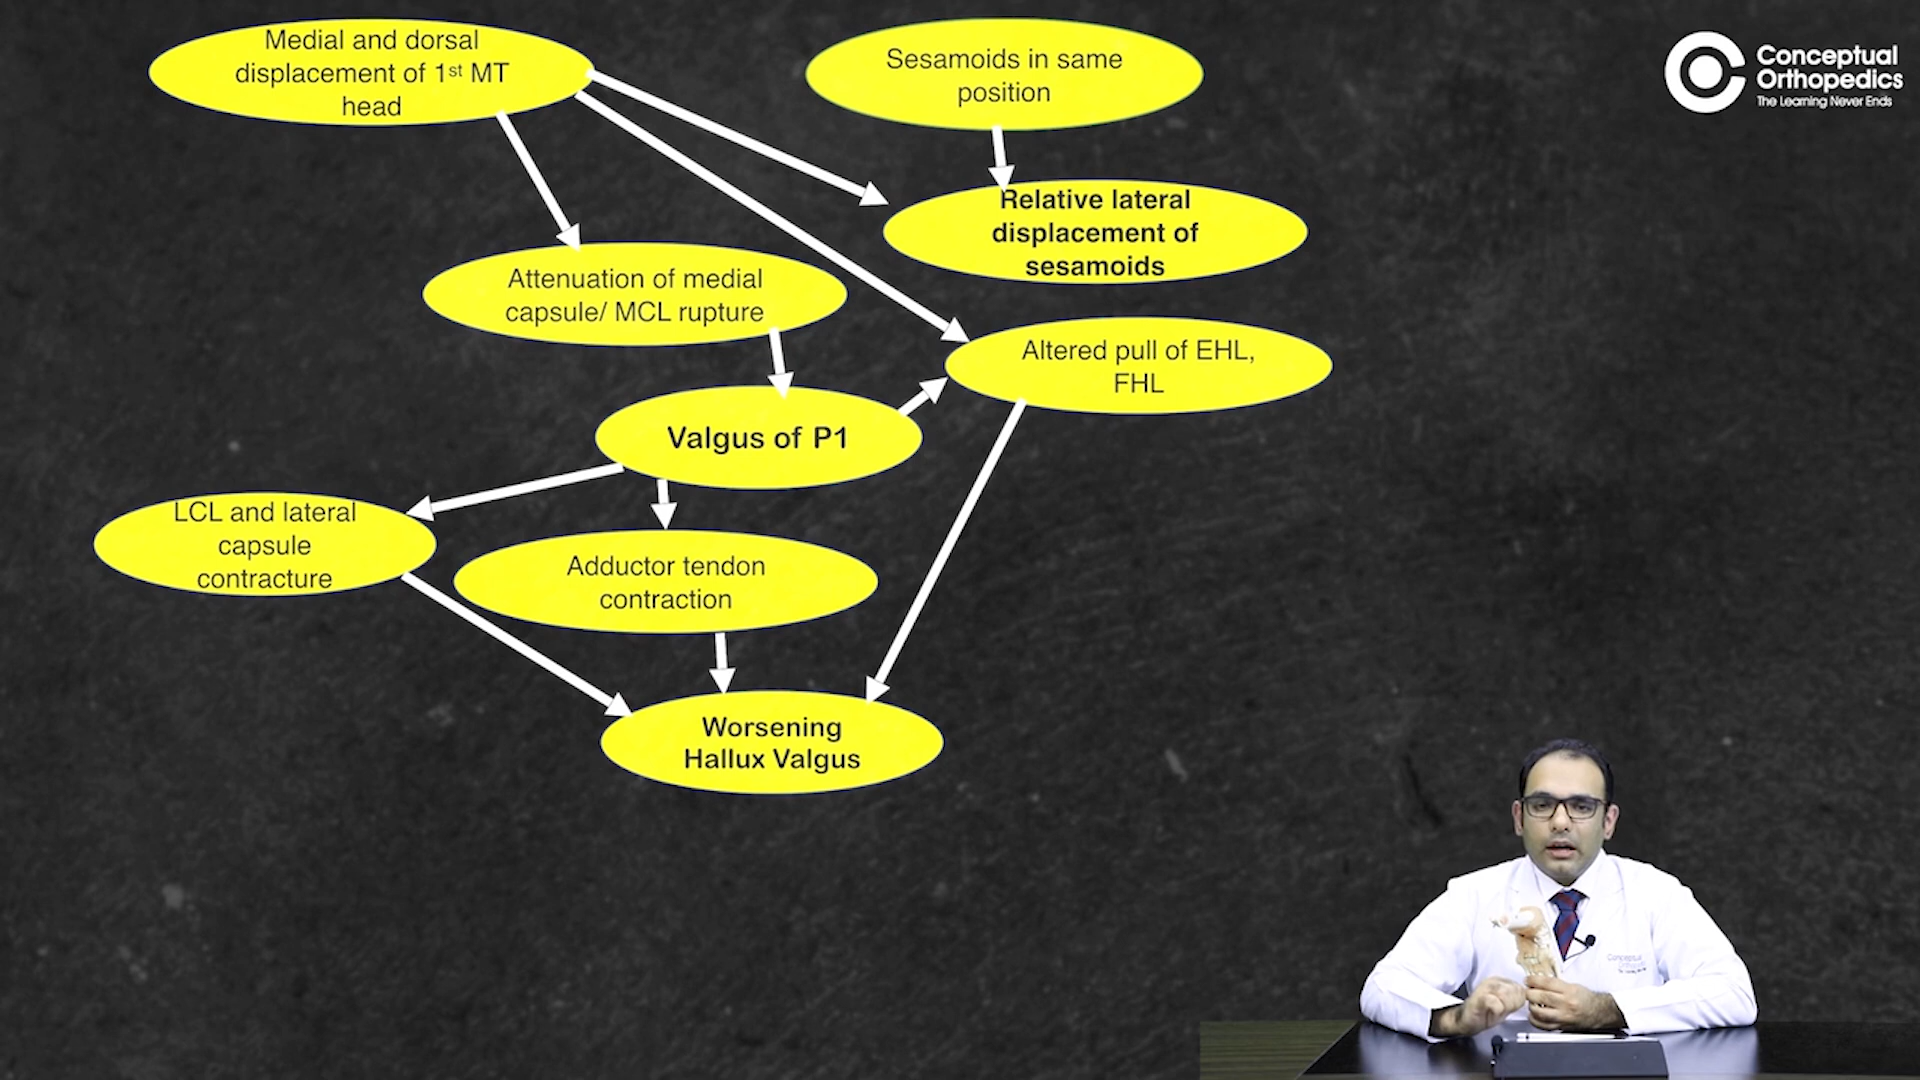 Medial and dorsal
displacement of 1st MT
head
Sesamoids in same
position
Conceptual
Orthopedics
The Learning Never Ends
Relative lateral
displacement of
sesamoids
Attenuation of medial
capsule/ MCL rupture
Altered pull of EHL,
FHL
Valgus of P1
LCL and lateral
capsule
contracture
Adductor tendon
contraction
Worsening
Hallux Valgus